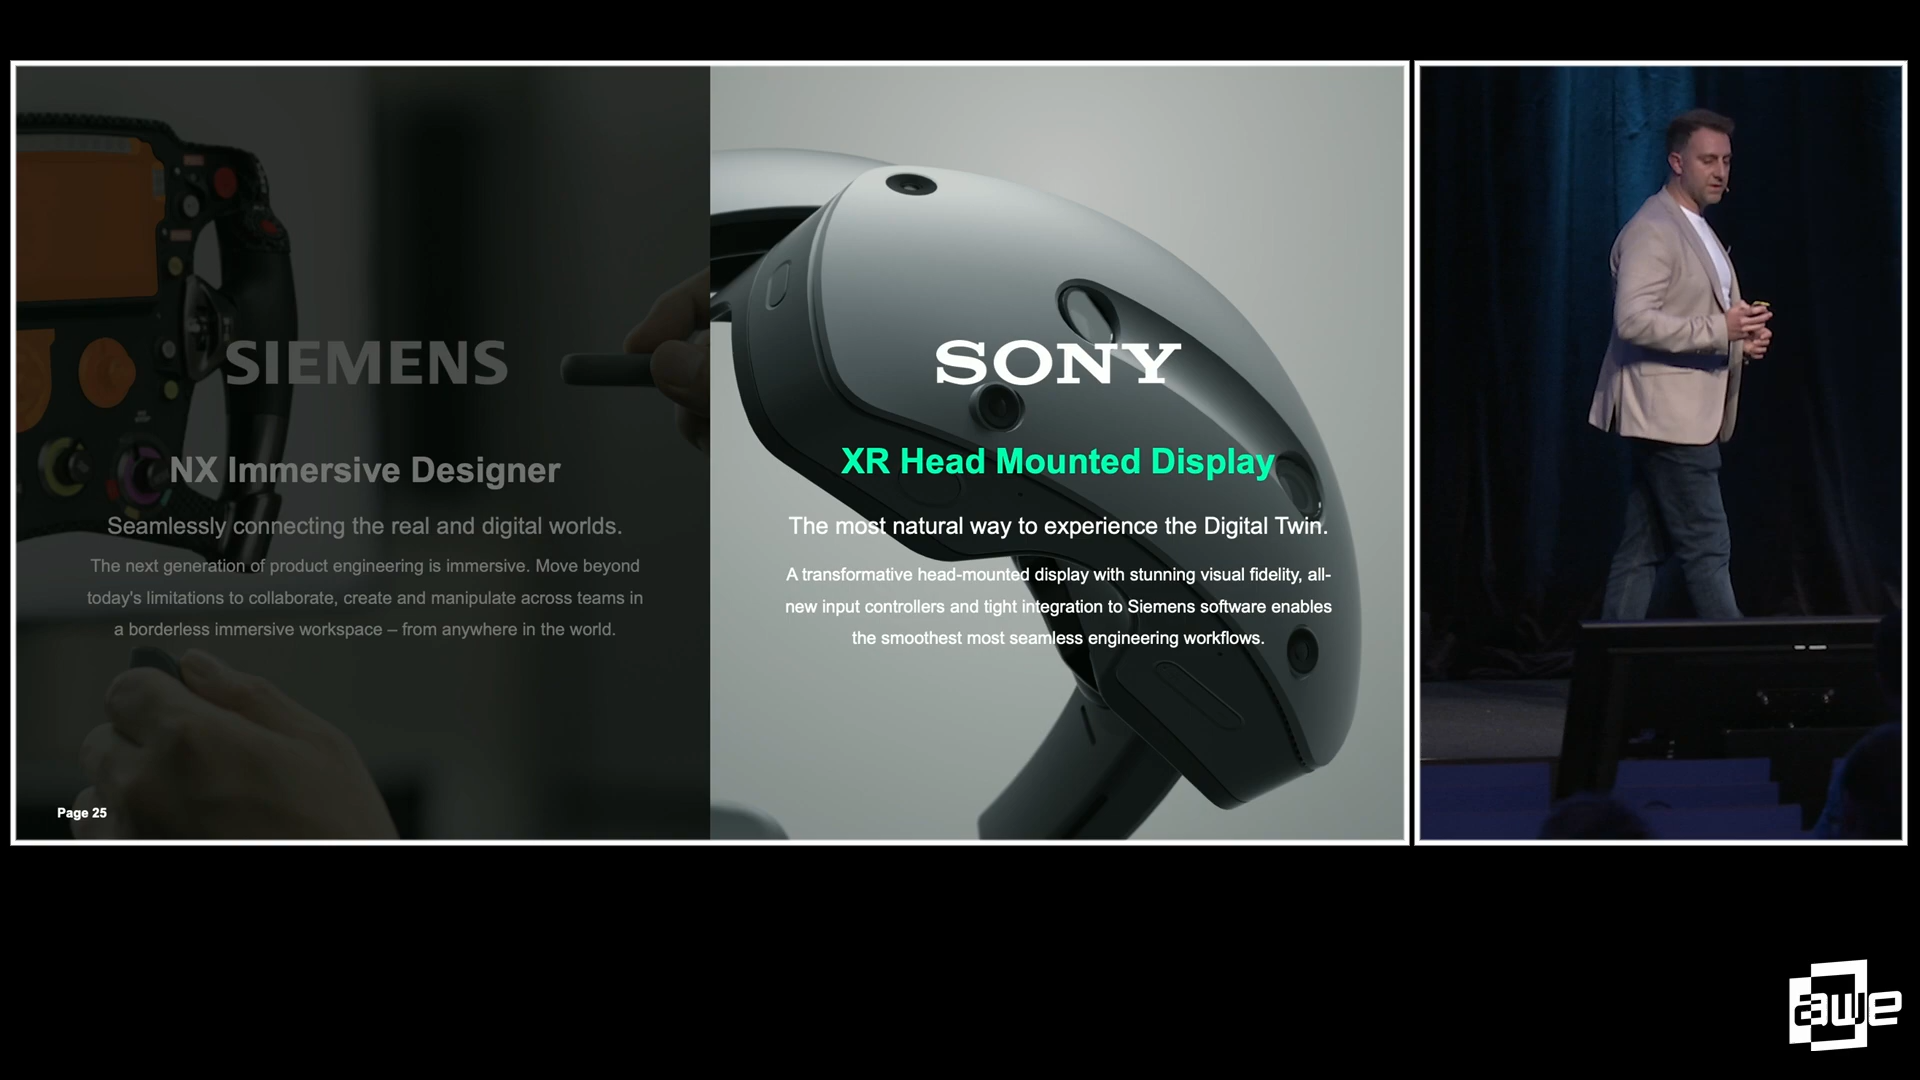 SIEMENS
NX Immersive Designer
Seamlessly connecting the real and digital worlds.
The next generation of product engineering is immersive. Move beyond
today's limitations to collaborate, create and manipulate across teams in
a borderless immersive workspace – from anywhere in the world.
Page 25
SONY
XR Head Mounted Display
The most natural way to experience the Digital Twin.
A transformative head-mounted display with stunning visual fidelity, all-
new input controllers and tight integration to Siemens software enables
the smoothest most seamless engineering workflows.
awe